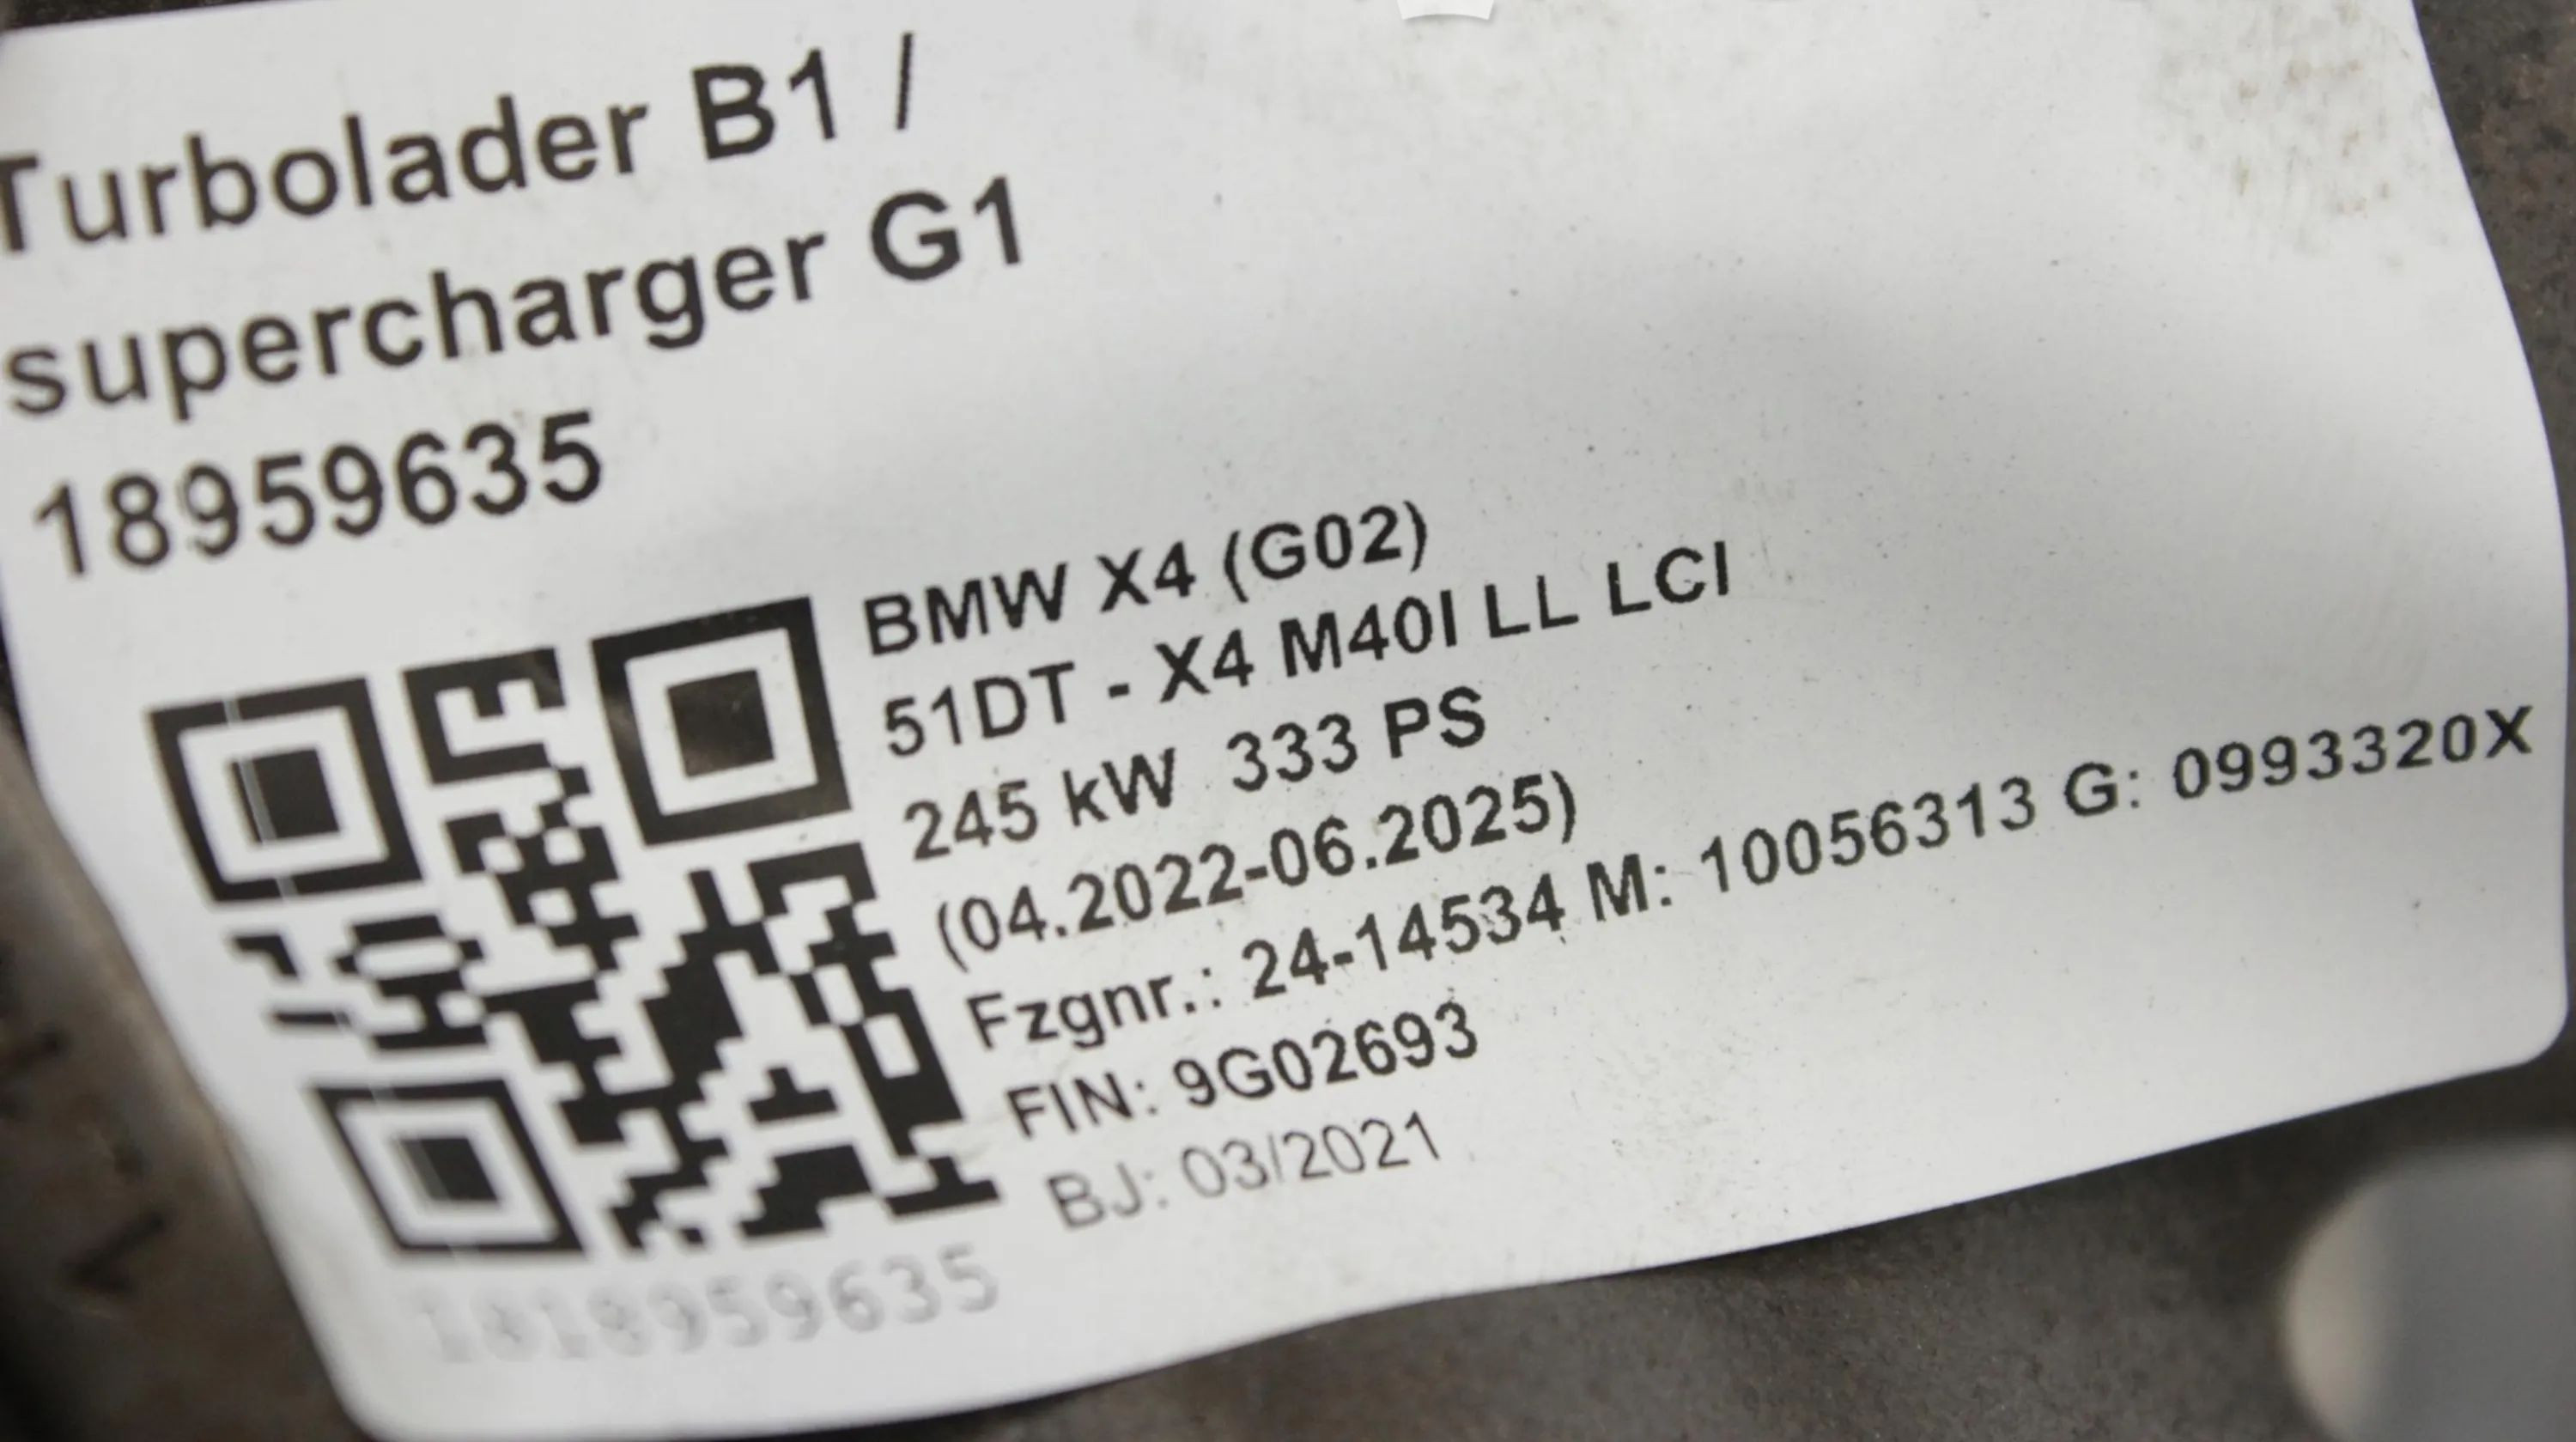 Turbolader B1 /
supercharger G1
18959635
BMW X4 (G02)
51DT - X4 M40I LL LCI
245 kW 333 PS
(04.2022-06.2025)
Fzgnr.: 24-14534 M: 10056313 G: 0993320X
FIN: 9G02693
BJ: 03/2021
1818959635